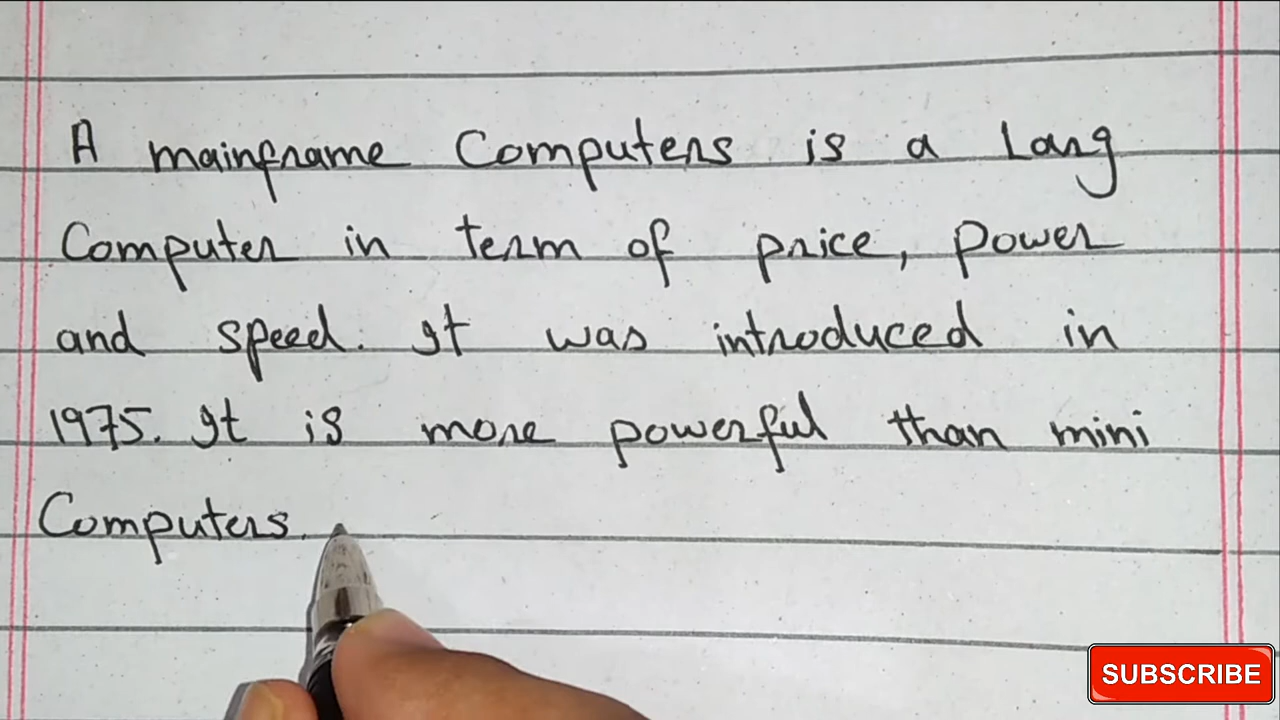 A mainframe Computers is a Larg
Computer in term of price, power
and speed. It was introduced in
1975. It is more powerful than mini
Computers.
SUBSCRIBE